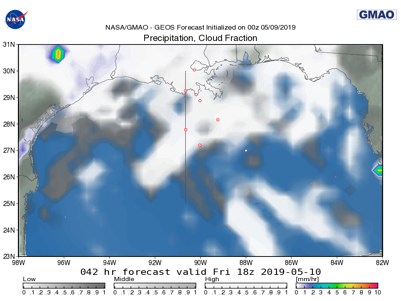 NASA
GMAO
NASA/GMAO - GEOS Forecast Initialized on 00z 05/09/2019
Precipitation, Cloud Fraction
31N
30N
29N
28N
27N
26N
25N
24N
23N
98W 96W 94W 92W 90W 88W 86W 84W 82W
042 hr forecast valid Fri 18z 2019-05-10
Low Middle High [mm/hr]
0 .1 .2 .3 .4 .5 .6 .7 .8 .9 1 0 .1 .2 .3 .4 .5 .6 .7 .8 .9 1 0 .1 .2 .3 .4 .5 .6 .7 .8 .9 1 0 1 2 3 4 5 6 7 8 9 10